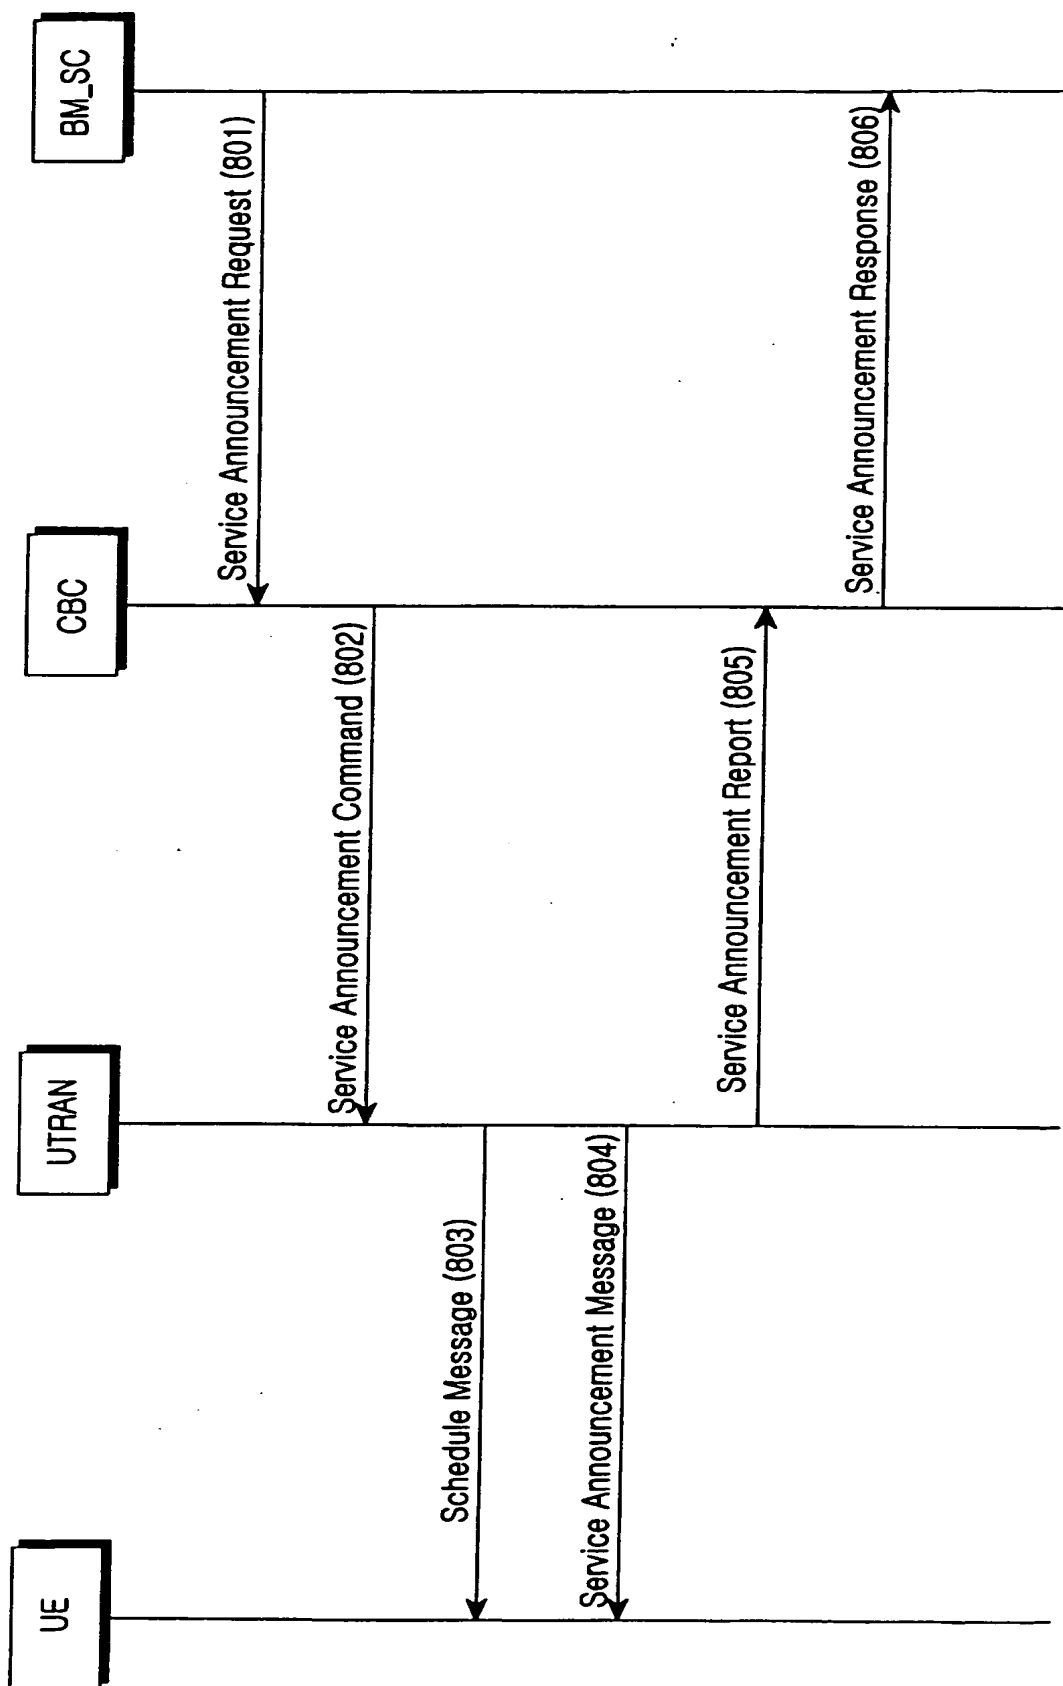 UE
UTRAN
CBC
BM_SC
Service Announcement Request (801)
Service Announcement Command (802)
Schedule Message (803)
Service Announcement Message (804)
Service Announcement Report (805)
Service Announcement Response (806)